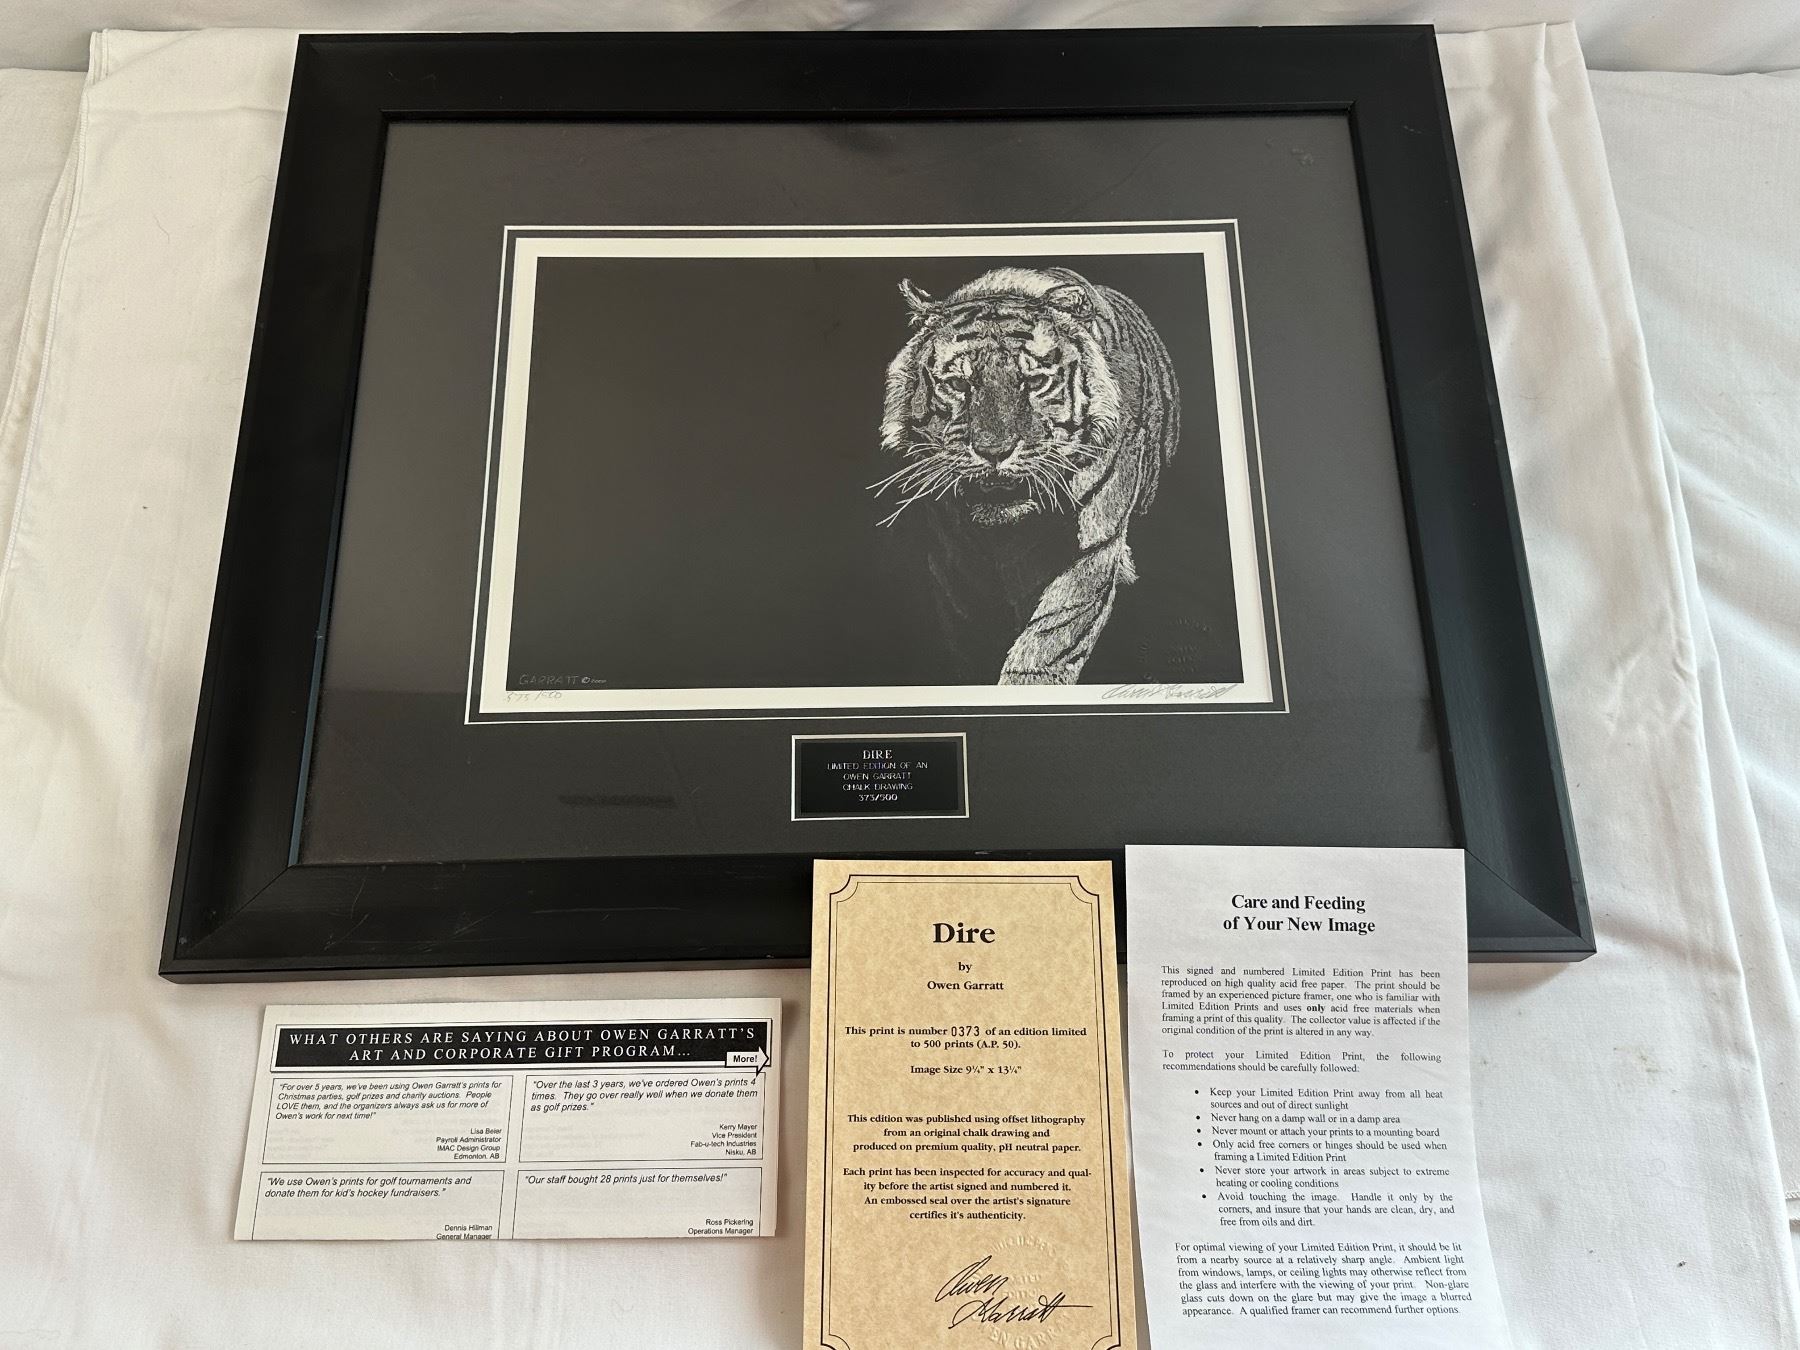 GARRATT ©2000
373/500
Owen Garratt
DIRE
LIMITED EDITION OF AN
OWEN GARRATT
CHALK DRAWING
373/500
WHAT OTHERS ARE SAYING ABOUT OWEN GARRATT'S
ART AND CORPORATE GIFT PROGRAM...
More!
"For over 5 years, we've been using Owen Garratt's prints for
Christmas parties, golf prizes and charity auctions. People
LOVE them, and the organizers always ask us for more of
Owen's work for next time!"
Lisa Beier
Payroll Administrator
IMAC Design Group
Edmonton, AB
"Over the last 3 years, we've ordered Owen's prints 4
times. They go over really well when we donate them
as golf prizes."
Kerry Mayer
Vice President
Fab-u-tech Industries
Nisku, AB
"We use Owen's prints for golf tournaments and
donate them for kid's hockey fundraisers."
Dennis Hillman
General Manager
"Our staff bought 28 prints just for themselves!"
Ross Pickering
Operations Manager
Dire
by
Owen Garratt
This print is number 0373 of an edition limited
to 500 prints (A.P. 50).
Image Size 9¼" x 13¼"
This edition was published using offset lithography
from an original chalk drawing and
produced on premium quality, pH neutral paper.
Each print has been inspected for accuracy and qual-
ity before the artist signed and numbered it.
An embossed seal over the artist's signature
certifies it's authenticity.
Owen
Garratt
OWEN GARRATT
Care and Feeding
of Your New Image
This signed and numbered Limited Edition Print has been
reproduced on high quality acid free paper. The print should be
framed by an experienced picture framer, one who is familiar with
Limited Edition Prints and uses only acid free materials when
framing a print of this quality. The collector value is affected if the
original condition of the print is altered in any way.
To protect your Limited Edition Print, the following
recommendations should be carefully followed:
• Keep your Limited Edition Print away from all heat
sources and out of direct sunlight
• Never hang on a damp wall or in a damp area
• Never mount or attach your prints to a mounting board
• Only acid free corners or hinges should be used when
framing a Limited Edition Print
• Never store your artwork in areas subject to extreme
heating or cooling conditions
• Avoid touching the image. Handle it only by the
corners, and insure that your hands are clean, dry, and
free from oils and dirt.
For optimal viewing of your Limited Edition Print, it should be lit
from a nearby source at a relatively sharp angle. Ambient light
from windows, lamps, or ceiling lights may otherwise reflect from
the glass and interfere with the viewing of your print. Non-glare
glass cuts down on the glare but may give the image a blurred
appearance. A qualified framer can recommend further options.